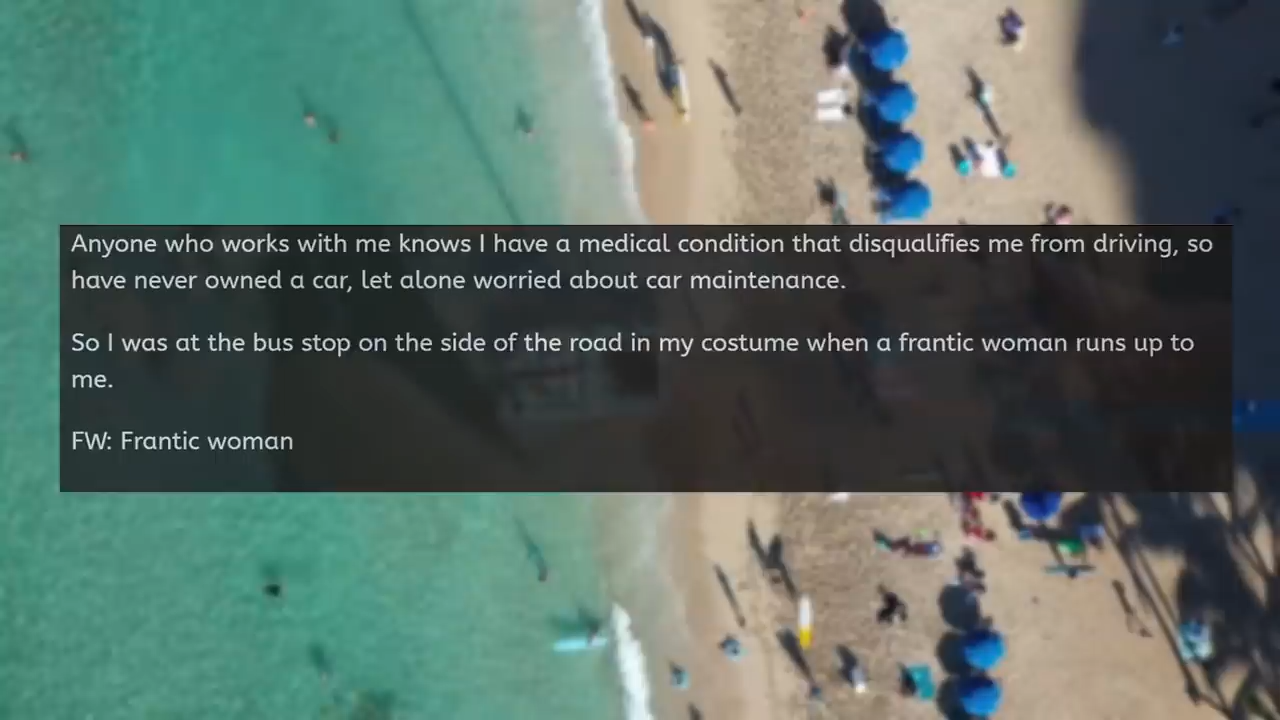 Anyone who works with me knows I have a medical condition that disqualifies me from driving, so
have never owned a car, let alone worried about car maintenance.
So I was at the bus stop on the side of the road in my costume when a frantic woman runs up to
me.
FW: Frantic woman